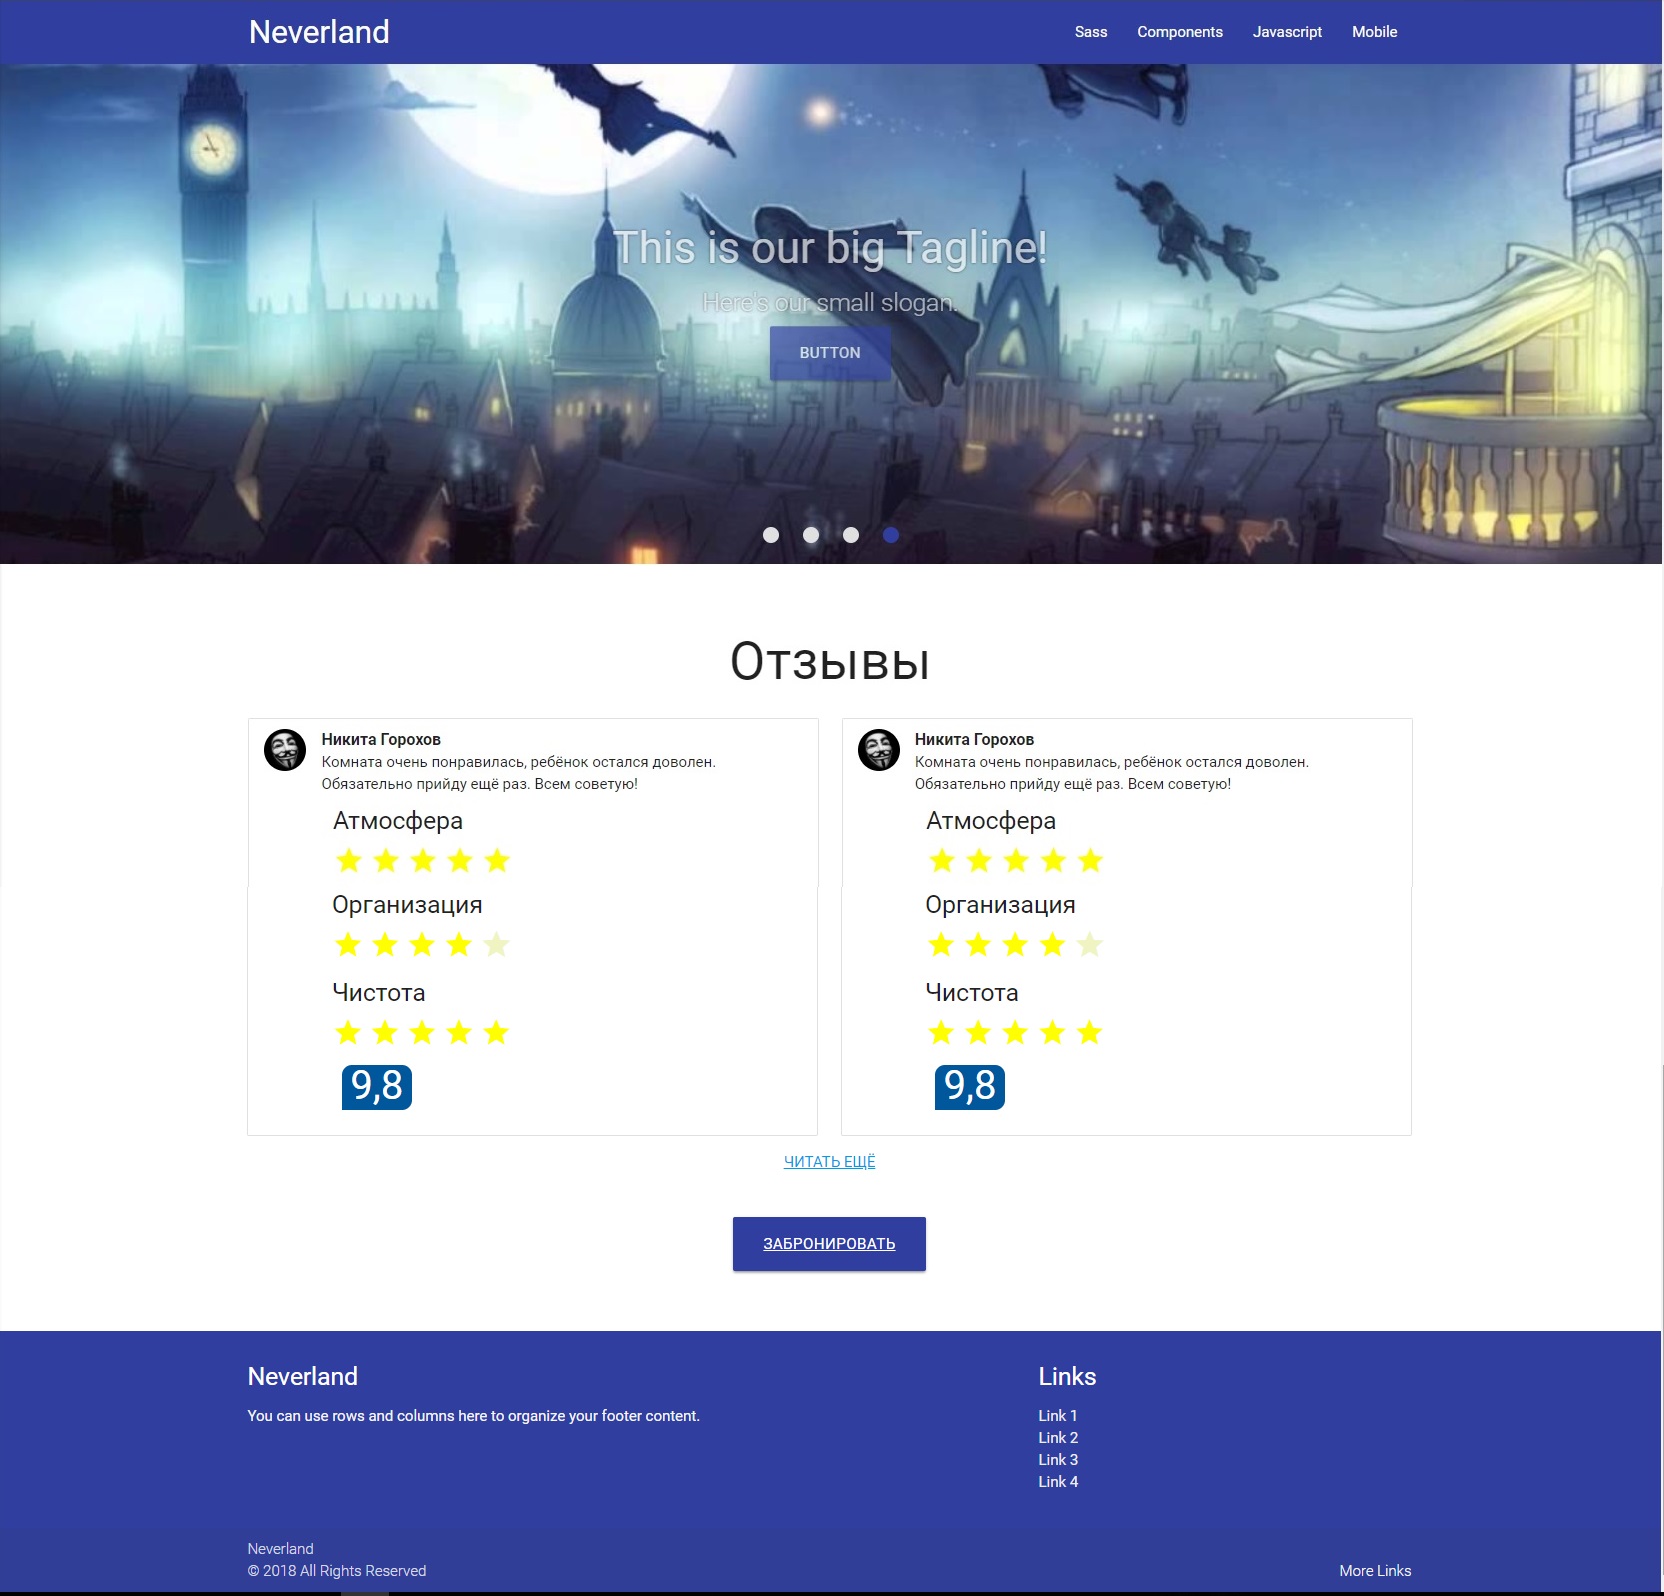 Neverland
Sass Components Javascript Mobile
This is our big Tagline!
Here's our small slogan.
BUTTON
Отзывы
Никита Горохов
Комната очень понравилась, ребёнок остался доволен.
Обязательно прийду ещё раз. Всем советую!
Атмосфера
Организация
Чистота
9,8
Никита Горохов
Комната очень понравилась, ребёнок остался доволен.
Обязательно прийду ещё раз. Всем советую!
Атмосфера
Организация
Чистота
9,8
ЧИТАТЬ ЕЩЁ
ЗАБРОНИРОВАТЬ
Neverland
You can use rows and columns here to organize your footer content.
Links
Link 1
Link 2
Link 3
Link 4
Neverland
© 2018 All Rights Reserved
More Links